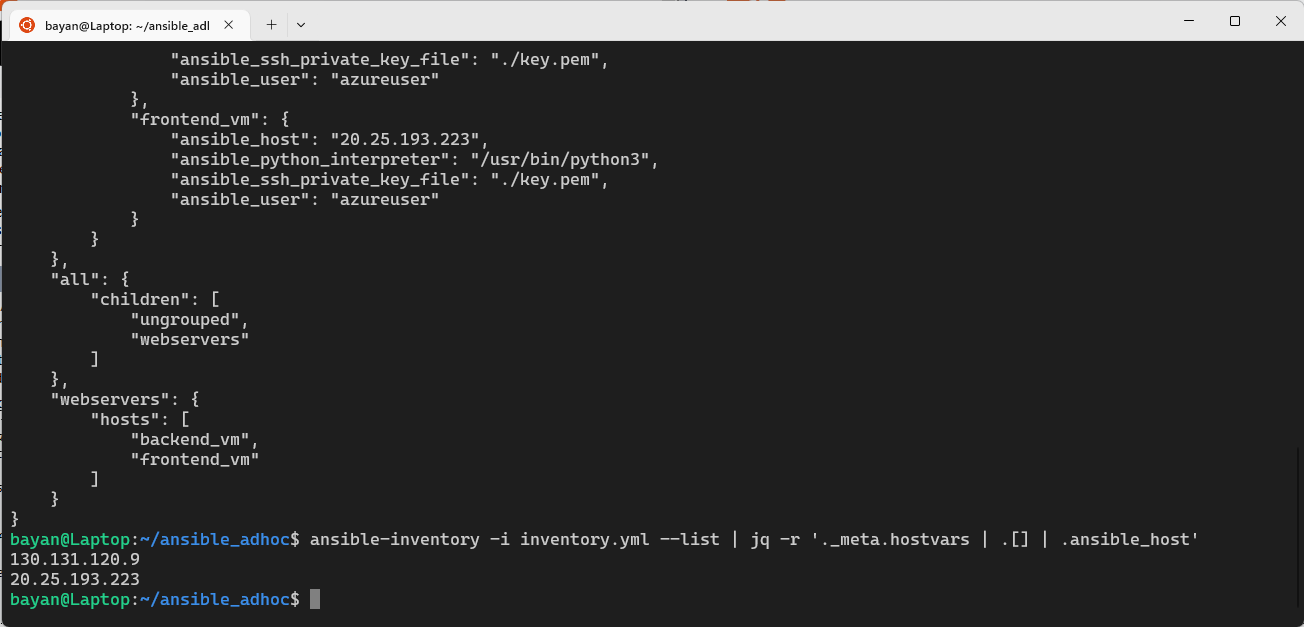 bayan@Laptop: ~/ansible_adl
                "ansible_ssh_private_key_file": "./key.pem",
                "ansible_user": "azureuser"
            },
            "frontend_vm": {
                "ansible_host": "20.25.193.223",
                "ansible_python_interpreter": "/usr/bin/python3",
                "ansible_ssh_private_key_file": "./key.pem",
                "ansible_user": "azureuser"
            }
        }
    },
    "all": {
        "children": [
            "ungrouped",
            "webservers"
        ]
    },
    "webservers": {
        "hosts": [
            "backend_vm",
            "frontend_vm"
        ]
    }
}
bayan@Laptop:~/ansible_adhoc$ ansible-inventory -i inventory.yml --list | jq -r '._meta.hostvars | .[] | .ansible_host'
130.131.120.9
20.25.193.223
bayan@Laptop:~/ansible_adhoc$